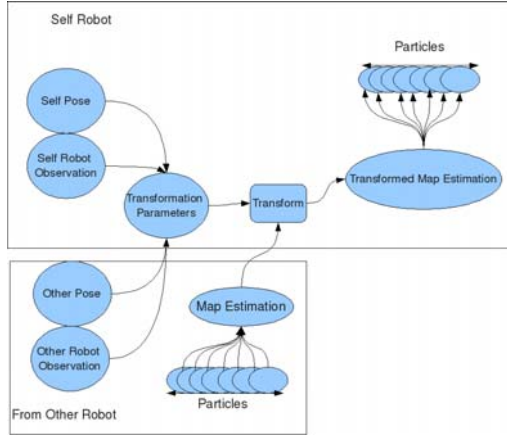 Self Robot
Particles
Self Pose
Self Robot
Observation
Transformation
Parameters
Transform
Transformed Map Estimation
Other Pose
Map Estimation
Other Robot
Observation
Particles
From Other Robot